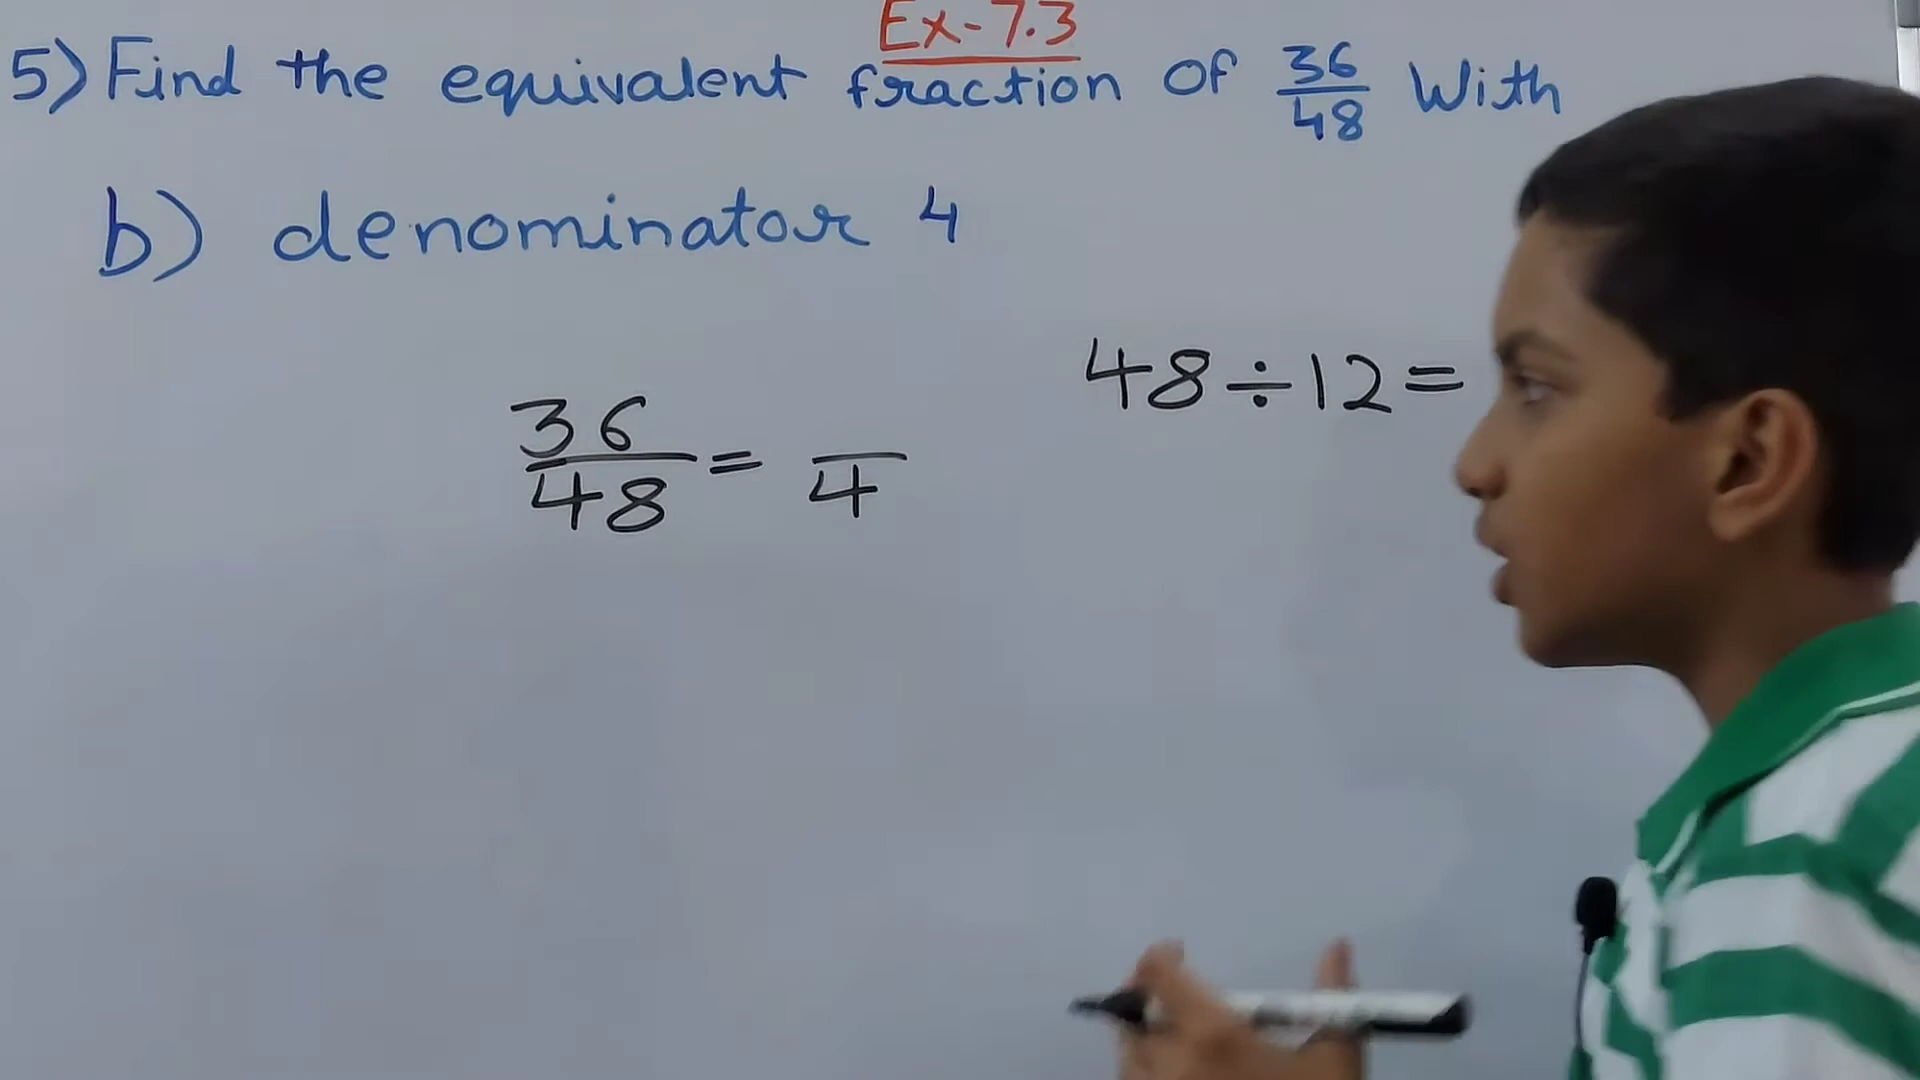 Ex-7.3
5) Find the equivalent fraction of 36/48 With
b) denominator 4
48÷12=
36/48 = /4